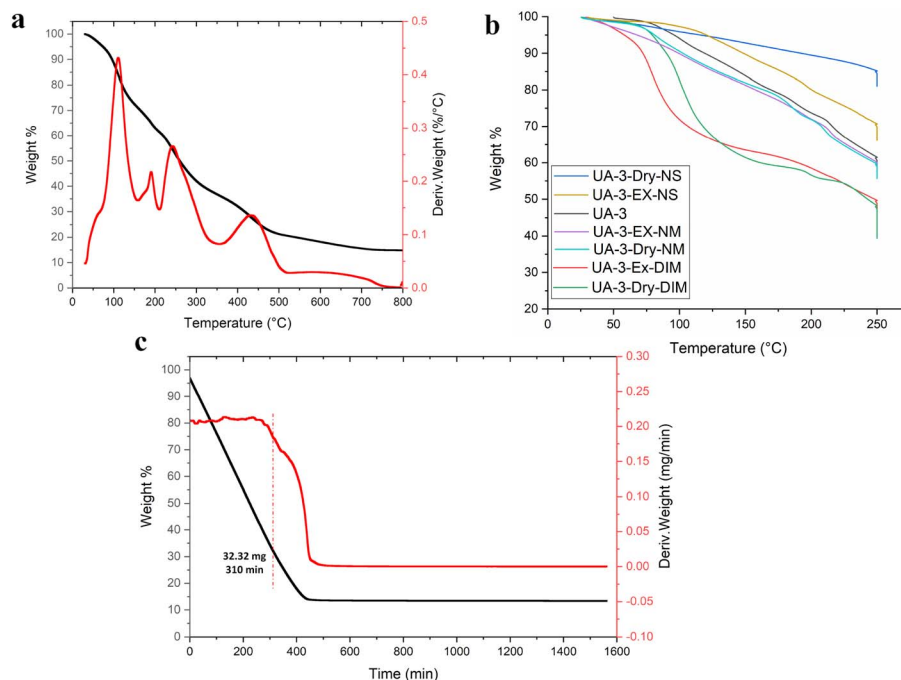 a
Weight %
100
90
80
70
60
50
40
30
20
10
0
0 100 200 300 400 500 600 700 800
Temperature (°C)
0.5
0.4
0.3
0.2
0.1
0.0
Deriv.Weight (%/°C)
b
Weight %
100
90
80
70
60
50
40
30
20
UA-3-Dry-NS
UA-3-EX-NS
UA-3
UA-3-EX-NM
UA-3-Dry-NM
UA-3-Ex-DIM
UA-3-Dry-DIM
0 50 100 150 200 250
Temperature (°C)
c
Weight %
100
90
80
70
60
50
40
30
20
10
0
32.32 mg
310 min
0 200 400 600 800 1000 1200 1400 1600
Time (min)
0.30
0.25
0.20
0.15
0.10
0.05
0.00
-0.05
-0.10
Deriv.Weight (mg/min)